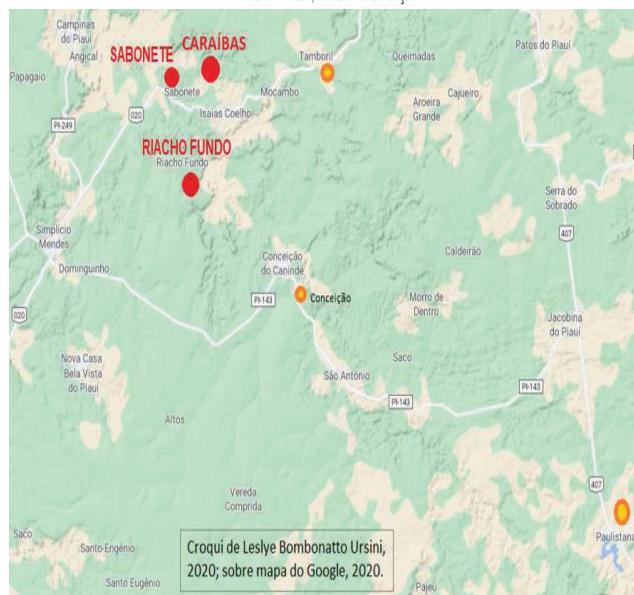 Campinas
do Piauí
Angical
Papagaio
SABONETE
CARAÍBAS
Sabonete
Tamboril
Mocambo
Isaías Coelho
Queimadas
Cajueiro
Aroeira
Grande
Patos do Piauí
020
PI-249
RIACHO FUNDO
Riacho Fundo
Serra do
Sobrado
407
Simplício
Mendes
Dominguinho
Conceição
do Canindé
Caldeirão
PI-143
Conceição
Morro de
Dentro
020
Jacobina
do Piauí
Nova Casa
Bela Vista
do Piauí
Saco
São Antônio
PI-143
PI-143
Altos
407
Vereda
Comprida
Paulistana
Saco
Santo-Engênio
Santo Eugênio
Croqui de Leslye Bombonatto Ursini,
2020; sobre mapa do Google, 2020.
Pajeu